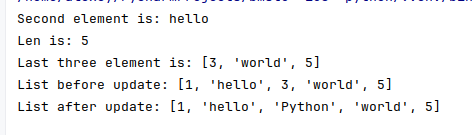 Second element is: hello
Len is: 5
Last three element is: [3, 'world', 5]
List before update: [1, 'hello', 3, 'world', 5]
List after update: [1, 'hello', 'Python', 'world', 5]